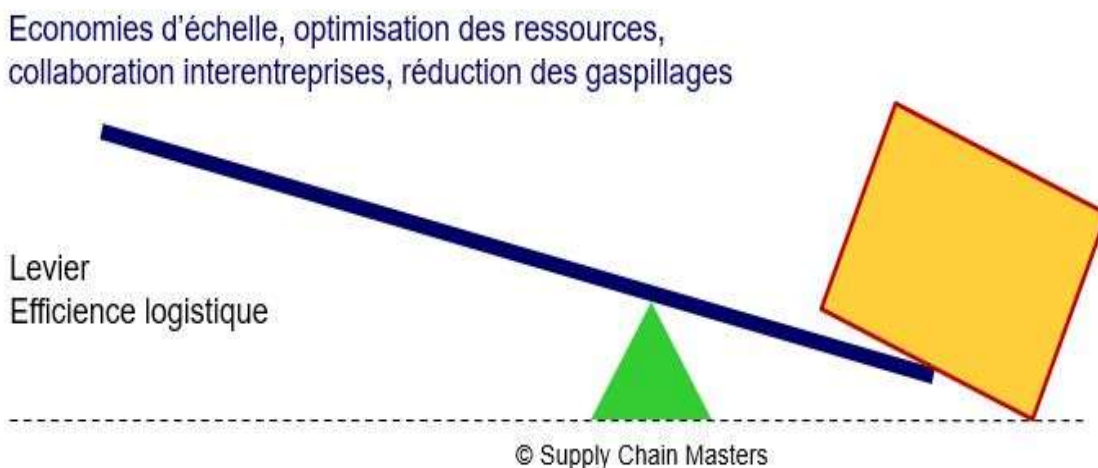 Economies d'échelle, optimisation des ressources,
collaboration interentreprises, réduction des gaspillages
Levier
Efficience logistique
© Supply Chain Masters